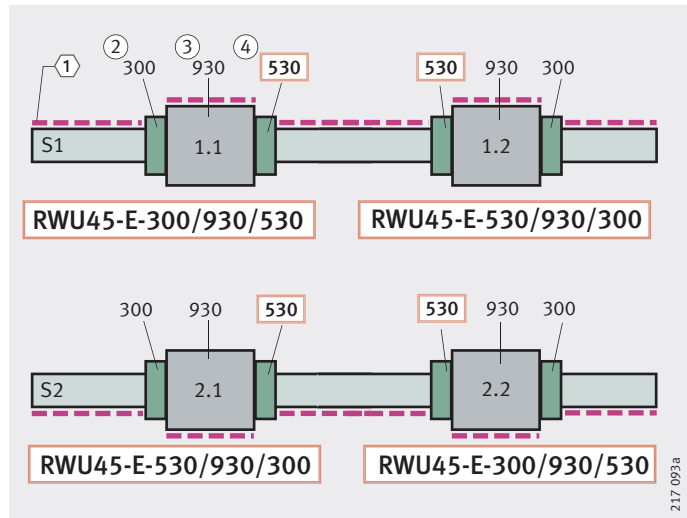 1 2 3 4
300 930 530 530 930 300
S1 1.1 1.2
RWU45-E-300/930/530 RWU45-E-530/930/300
300 930 530 530 930 300
S2 2.1 2.2
RWU45-E-530/930/300 RWU45-E-300/930/530
217 093a